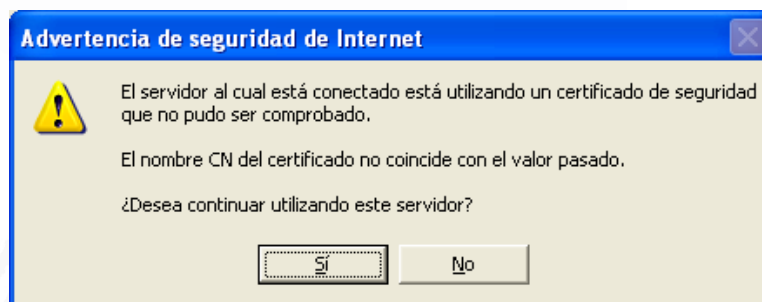 Advertencia de seguridad de Internet
El servidor al cual está conectado está utilizando un certificado de seguridad
que no pudo ser comprobado.
El nombre CN del certificado no coincide con el valor pasado.
¿Desea continuar utilizando este servidor?
Sí
No